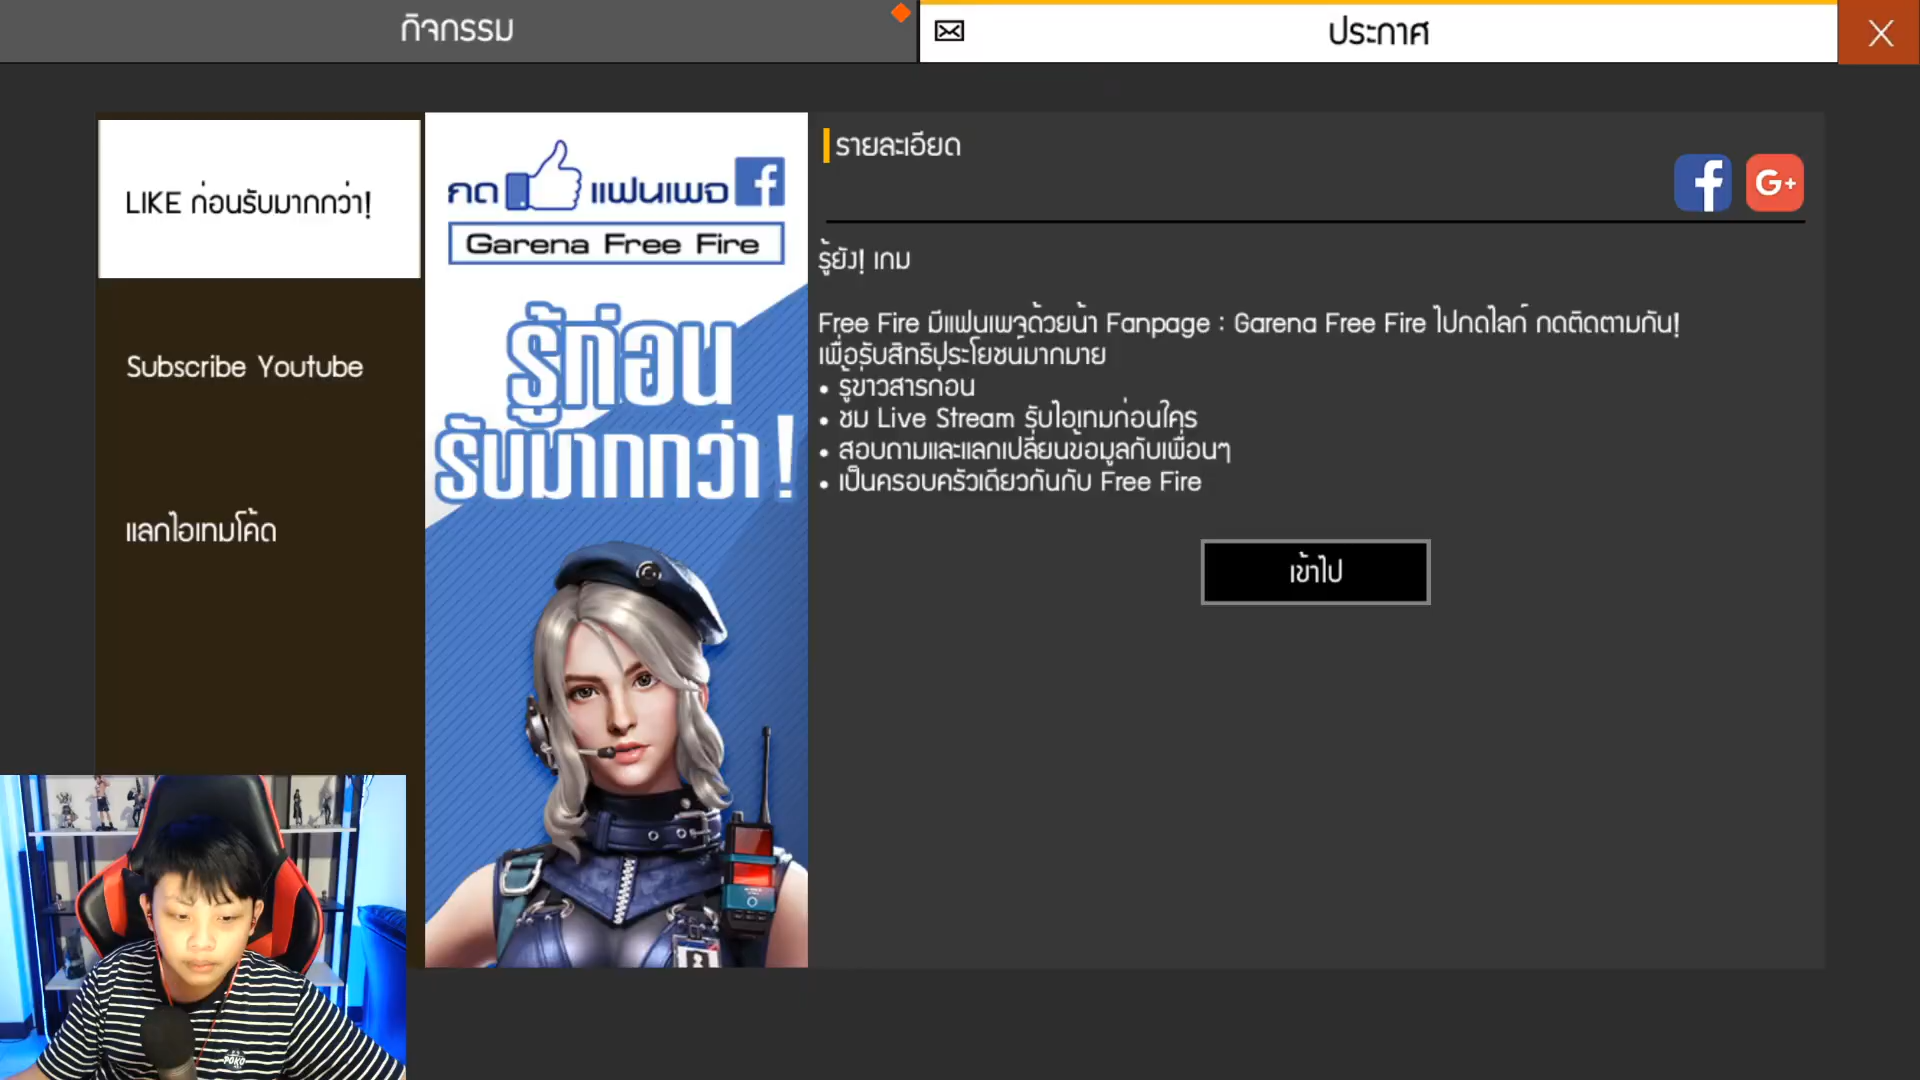 กิจกรรม
ประกาศ
LIKE ก่อนรับมากกว่า!
Subscribe Youtube
แลกไอเทมโค้ด
กด แฟนเพจ
Garena Free Fire
รู้ก่อน
รับมากกว่า!
รายละเอียด
G+
รู้ยัง! เกม
Free Fire มีแฟนเพจด้วยน้า Fanpage : Garena Free Fire ไปกดไลก์ กดติดตามกัน!
เพื่อรับสิทธิประโยชน์มากมาย
• รู้ข่าวสารก่อน
• ชม Live Stream รับไอเทมก่อนใคร
• สอบถามและแลกเปลี่ยนข้อมูลกับเพื่อนๆ
• เป็นครอบครัวเดียวกันกับ Free Fire
เข้าไป
POKO